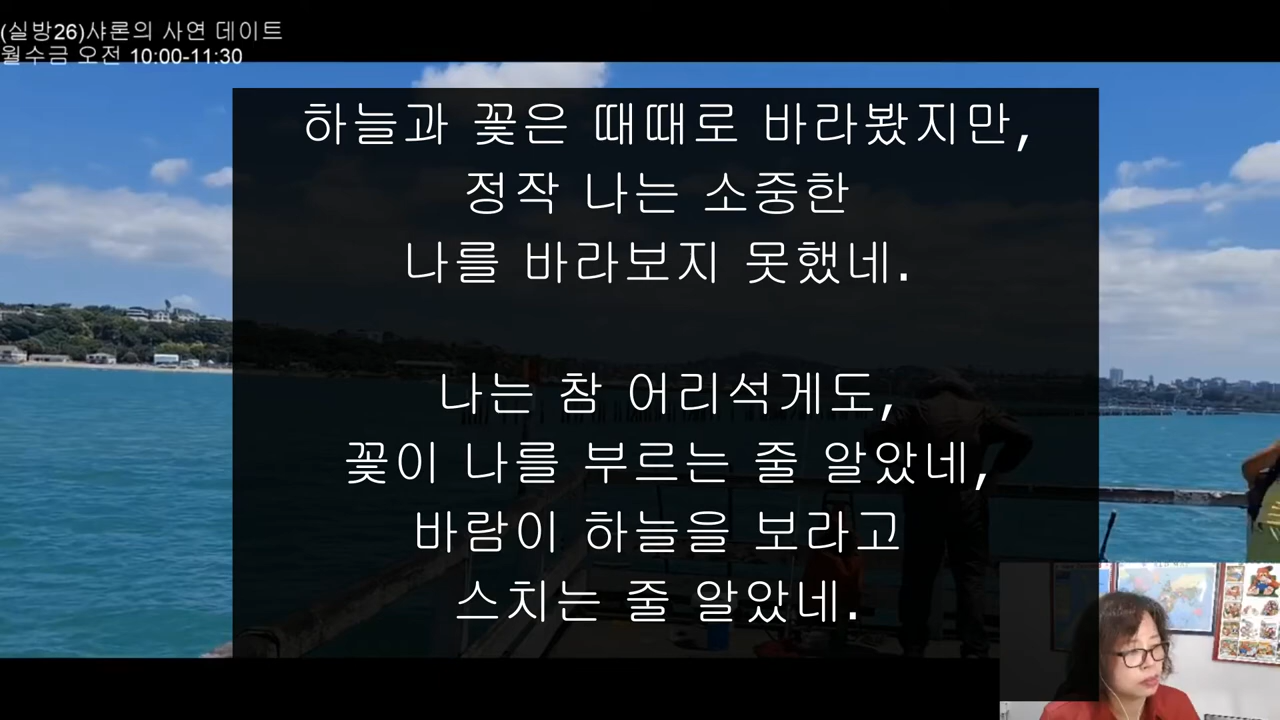 (실방26)샤론의 사연 데이트
월수금 오전 10:00-11:30
하늘과 꽃은 때때로 바라봤지만,
정작 나는 소중한
나를 바라보지 못했네.
나는 참 어리석게도,
꽃이 나를 부르는 줄 알았네,
바람이 하늘을 보라고
스치는 줄 알았네.